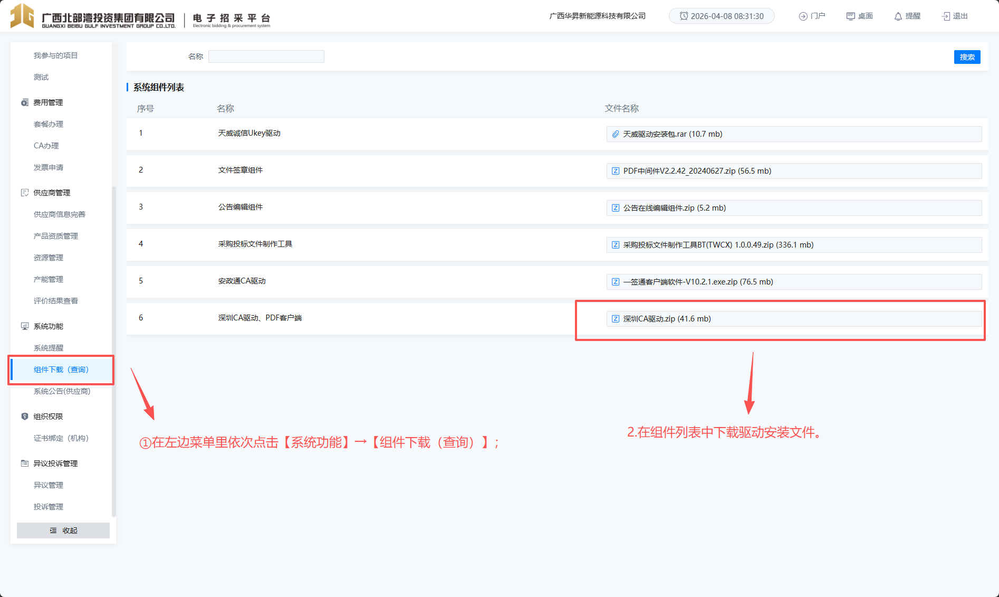 广西北部湾投资集团有限公司
GUANGXI BEIBU GULF INVESTMENT GROUP CO.,LTD.
电子招采平台
Electronic bidding & procurement system
广西华昇新能源科技有限公司
2026-04-08 08:31:30
门户
桌面
提醒
退出
我参与的项目
测试
费用管理
套餐办理
CA办理
发票申请
供应商管理
供应商信息完善
产品资质管理
资源管理
产能管理
评价结果查看
系统功能
系统提醒
组件下载（查询）
系统公告(供应商)
组织权限
证书绑定（机构）
异议投诉管理
异议管理
投诉管理
收起
名称
搜索
系统组件列表
序号 名称 文件名称
1 天威诚信Ukey驱动 天威驱动安装包.rar (10.7 mb)
2 文件签章组件 PDF中间件V2.2.42_20240627.zip (56.5 mb)
3 公告编辑组件 公告在线编辑组件.zip (5.2 mb)
4 采购投标文件制作工具 采购投标文件制作工具BT(TWCX) 1.0.0.49.zip (336.1 mb)
5 安政通CA驱动 一签通客户端软件-V10.2.1.exe.zip (76.5 mb)
6 深圳CA驱动、PDF客户端 深圳CA驱动.zip (41.6 mb)
①在左边菜单里依次点击【系统功能】→【组件下载（查询）】；
2.在组件列表中下载驱动安装文件。